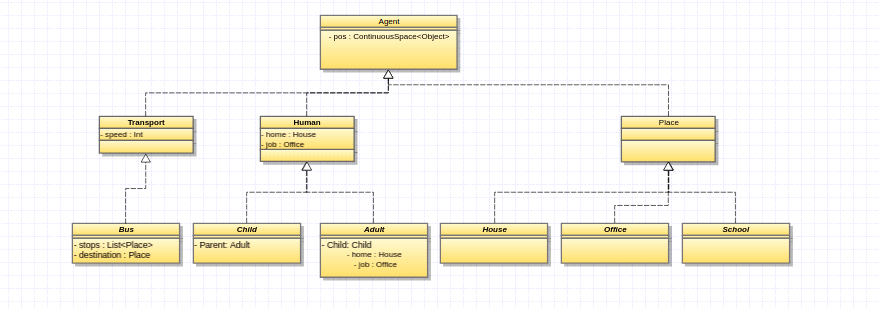 Agent
- pos : ContinuousSpace<Object>
Transport
- speed : Int
Human
- home : House
- job : Office
Place
Bus
- stops : List<Place>
- destination : Place
Child
- Parent: Adult
Adult
- Child: Child
- home : House
- job : Office
House
Office
School